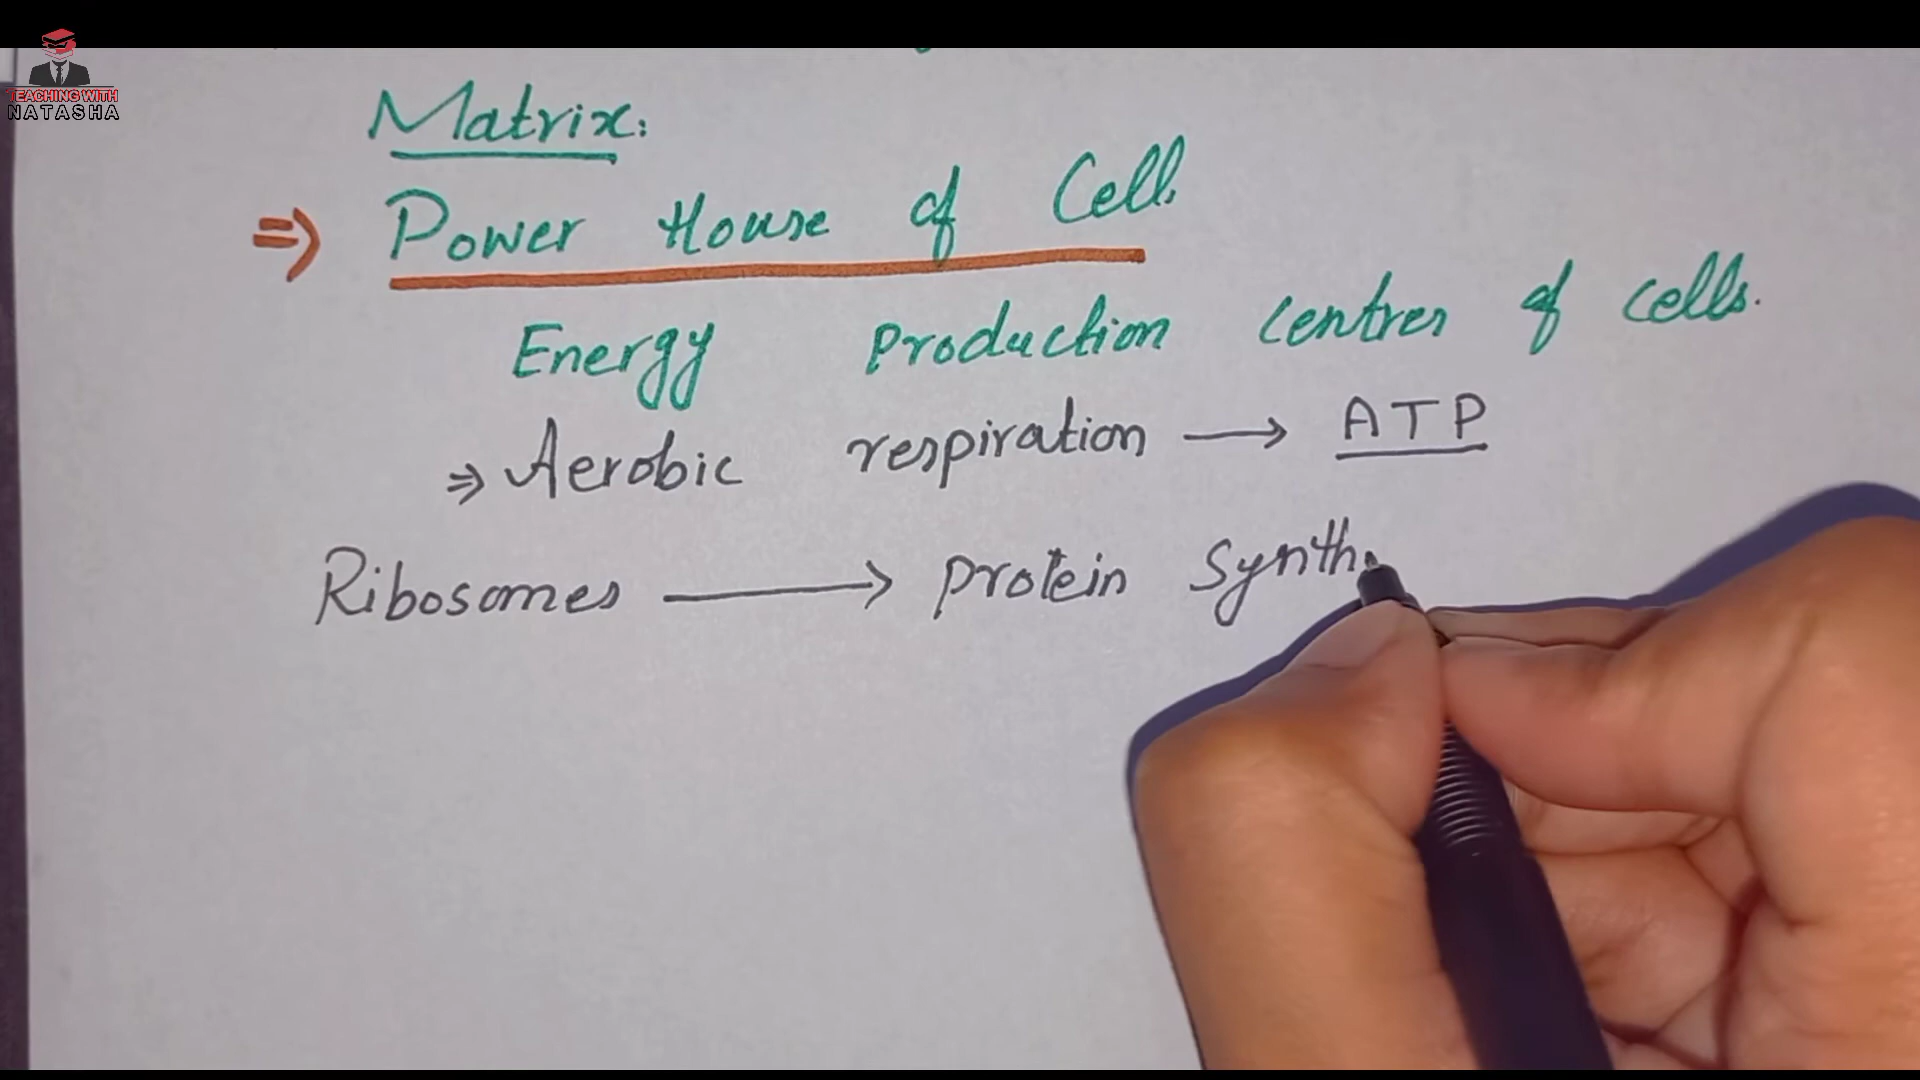 TEACHING WITH
NATASHA
Matrix:
⇒ Power House of Cell.
Energy Production centres of cells.
⇒ Aerobic respiration → ATP
Ribosomes → Protein Synth